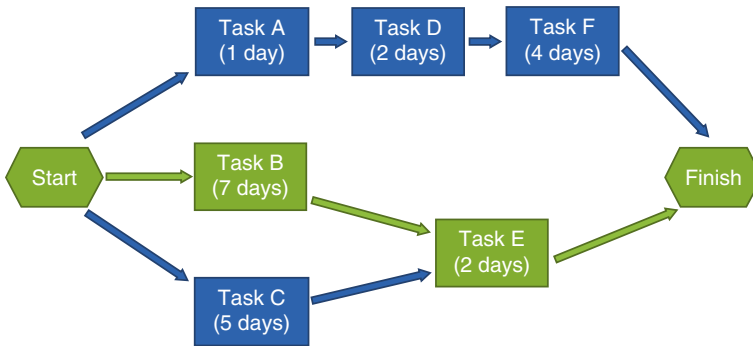 Task A
(1 day)
Task D
(2 days)
Task F
(4 days)
Start
Task B
(7 days)
Finish
Task E
(2 days)
Task C
(5 days)